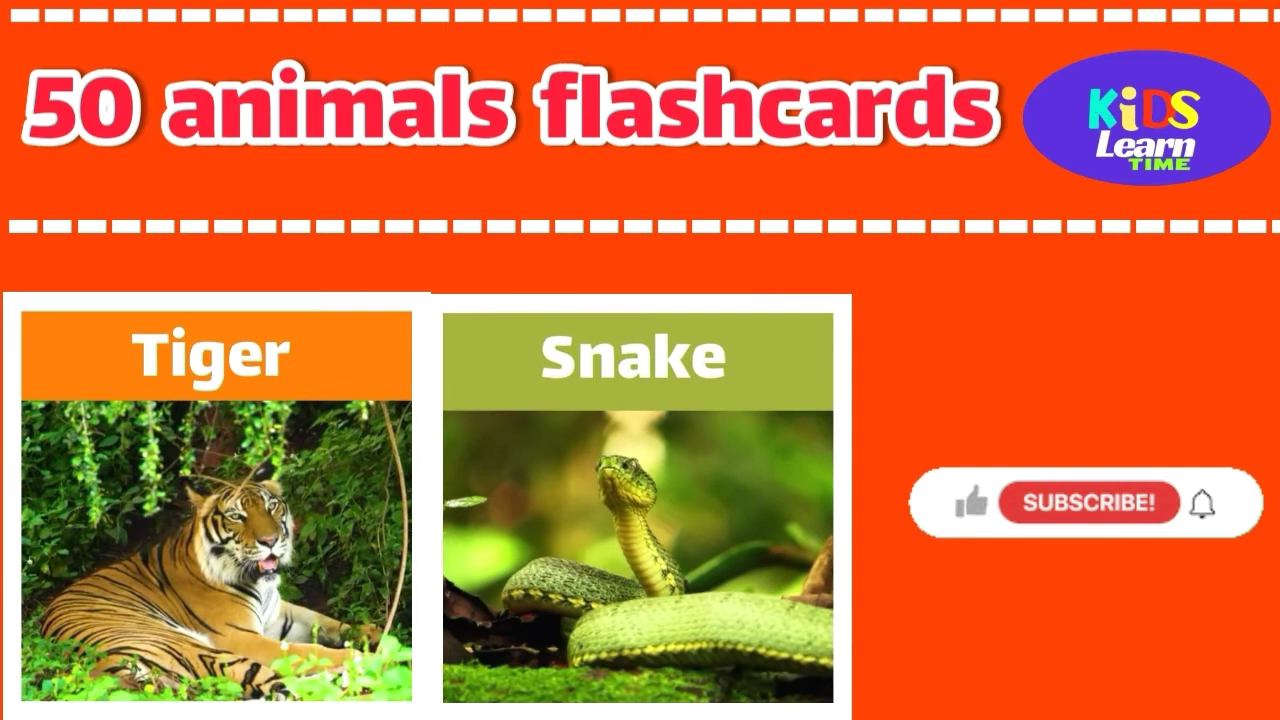 50 animals flashcards
KiDS
Learn
TIME
Tiger
Snake
SUBSCRIBE!